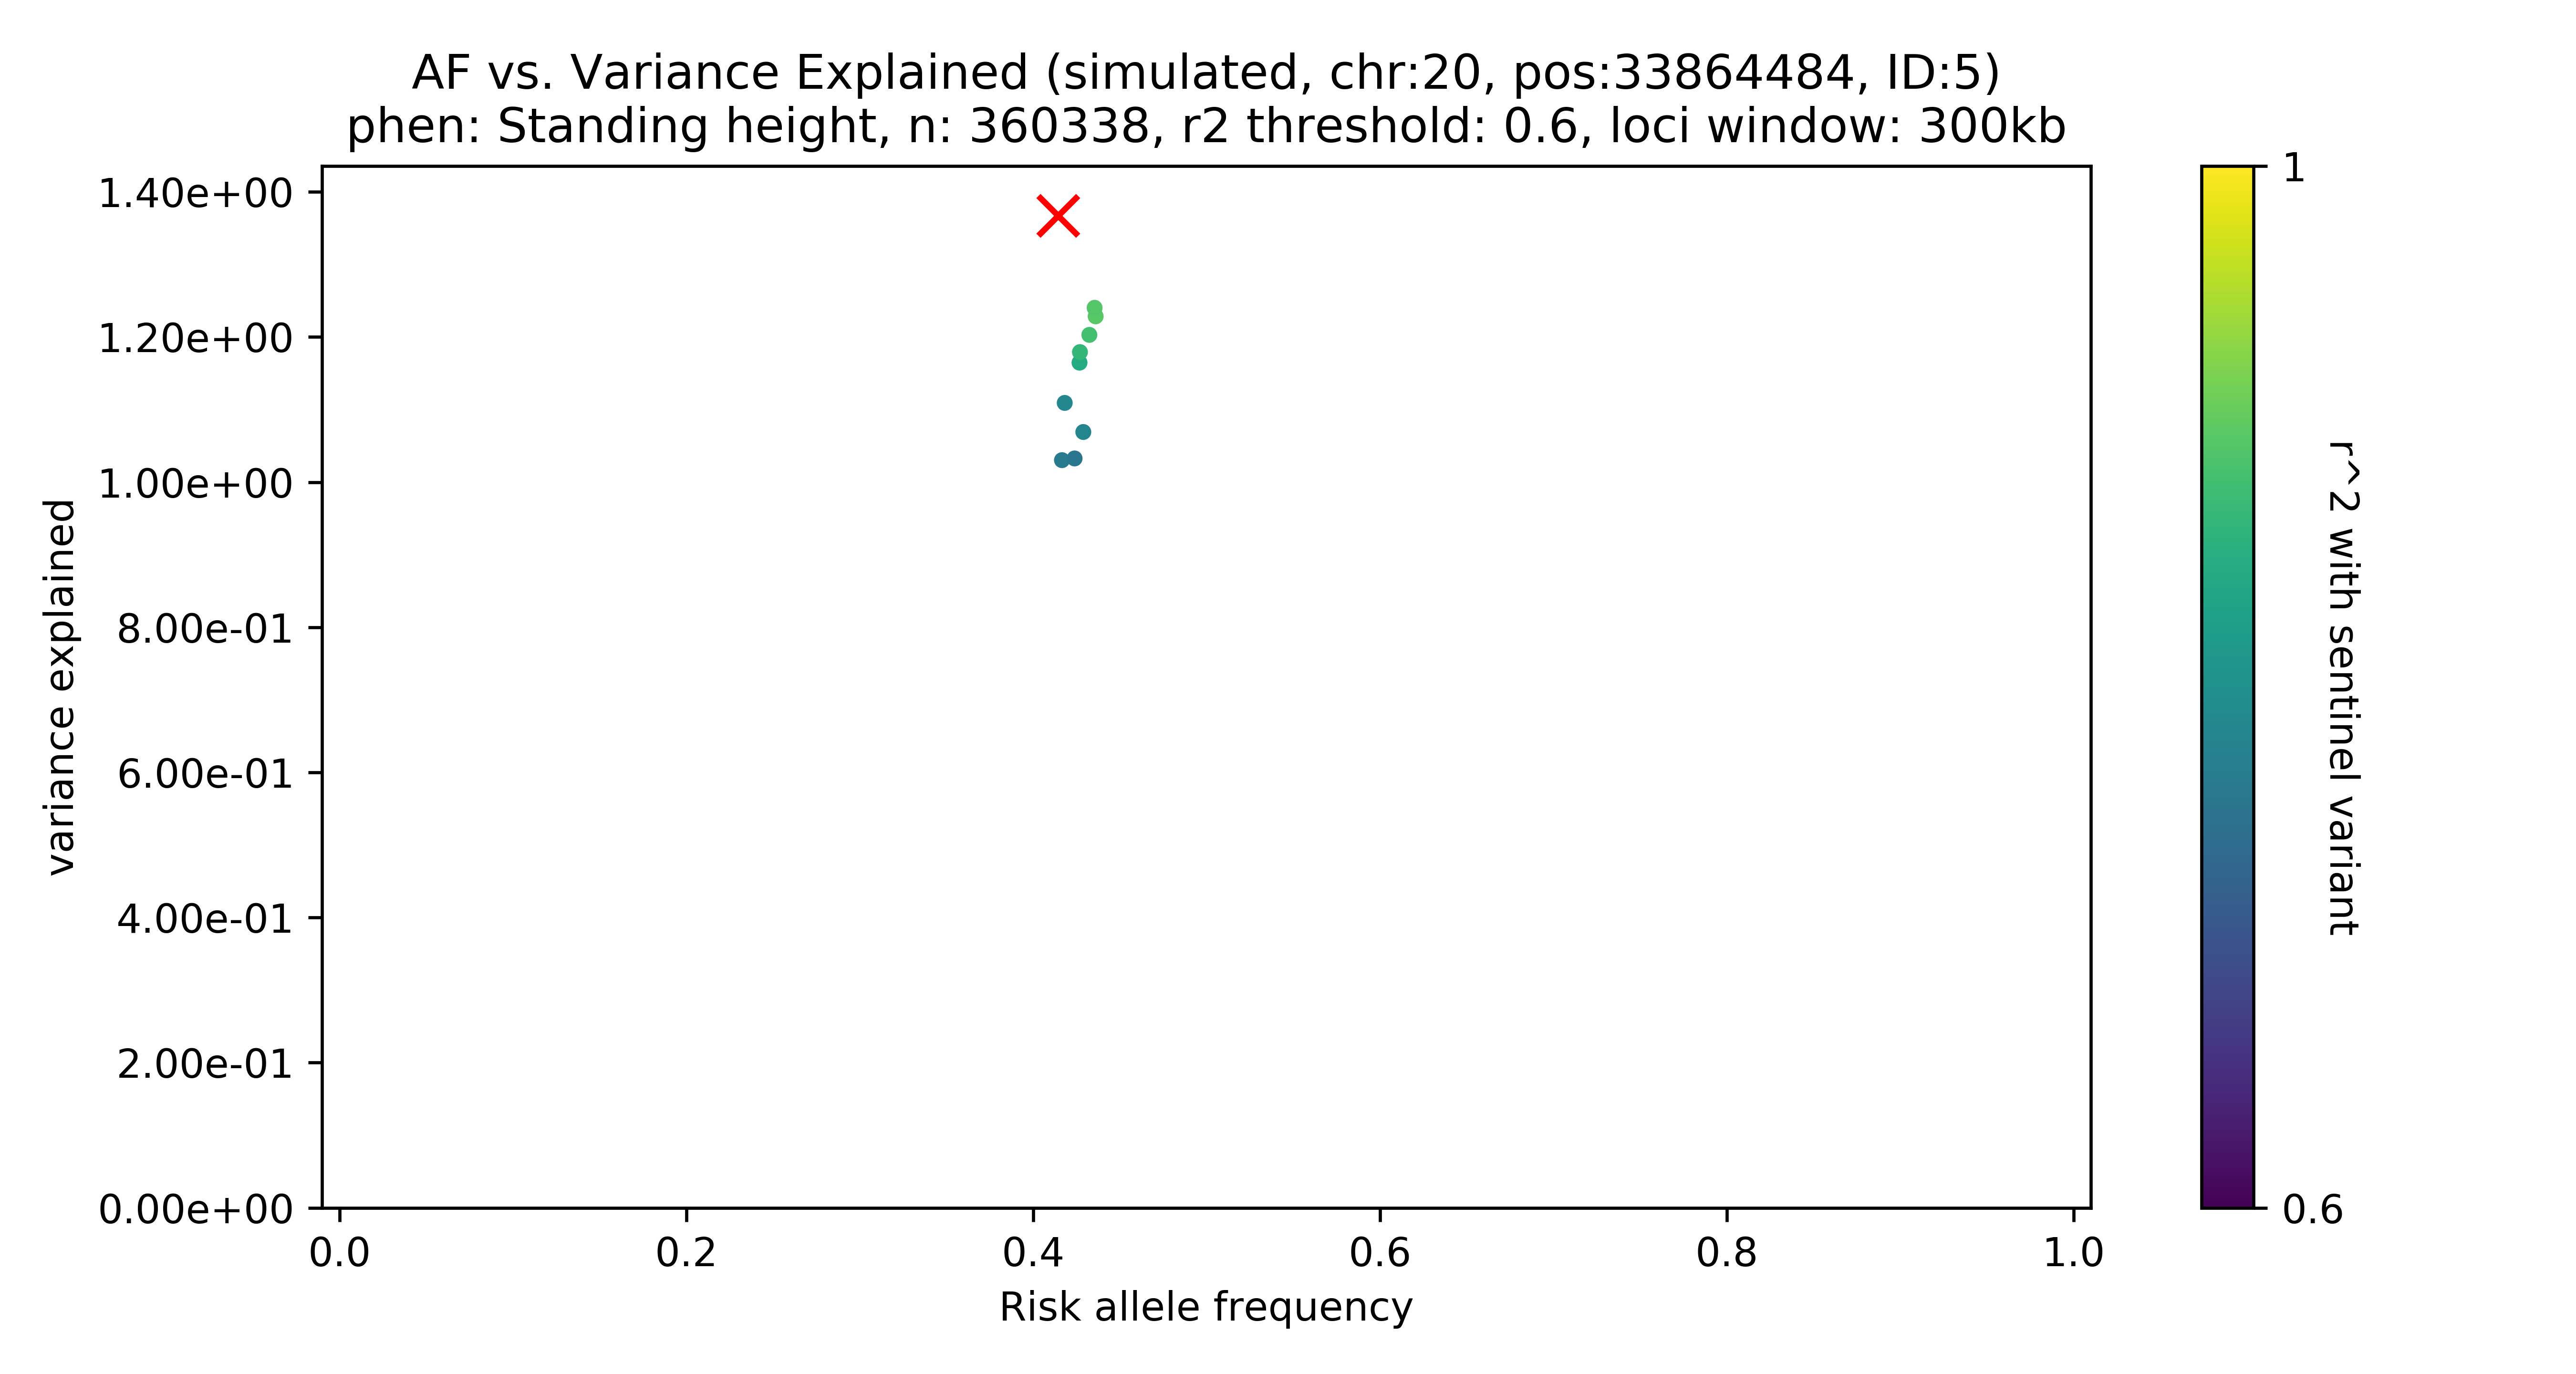 AF vs. Variance Explained (simulated, chr:20, pos:33864484, ID:5)
phen: Standing height, n: 360338, r2 threshold: 0.6, loci window: 300kb
1.40e+00
1.20e+00
1.00e+00
8.00e-01
6.00e-01
4.00e-01
2.00e-01
0.00e+00
variance explained
0.0
0.2
0.4
0.6
0.8
1.0
Risk allele frequency
1
0.6
r^2 with sentinel variant